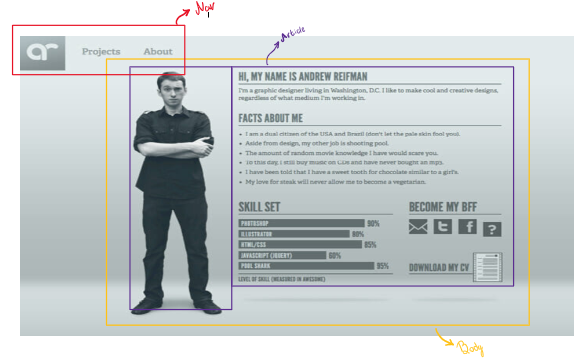 Nav
Article
ar
Projects
About
HI, MY NAME IS ANDREW REIFMAN
I'm a graphic designer living in Washington, D.C. I like to make cool and creative designs,
regardless of what medium I'm working in.
FACTS ABOUT ME
• I am a dual citizen of the USA and Brazil (don't let the pale skin fool you).
• Aside from design, my other job is shooting pool.
• The amount of random movie knowledge I have would scare you.
• To this day, I still buy music on CDs and have never bought an mp3.
• I have been told that I have a sweet tooth for chocolate similar to a girl's.
• My love for steak will never allow me to become a vegetarian.
SKILL SET
PHOTOSHOP 90%
ILLUSTRATOR 80%
HTML/CSS 85%
JAVASCRIPT (JQUERY) 60%
POOL SHARK 95%
LEVEL OF SKILL (MEASURED IN AWESOME)
BECOME MY BFF
t f ?
DOWNLOAD MY CV
Body